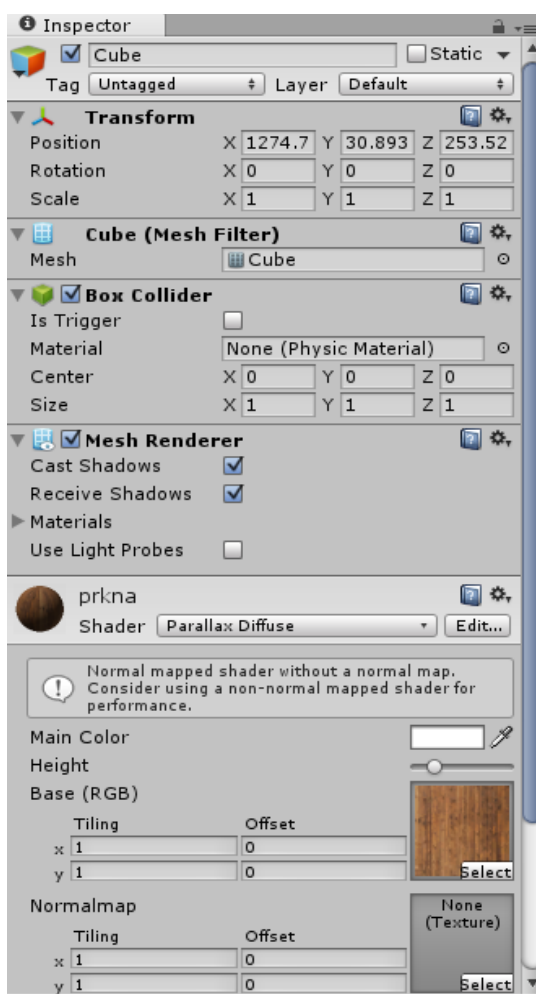 Inspector
Cube Static
Tag Untagged Layer Default
Transform
Position X 1274.7 Y 30.893 Z 253.52
Rotation X 0 Y 0 Z 0
Scale X 1 Y 1 Z 1
Cube (Mesh Filter)
Mesh Cube
Box Collider
Is Trigger
Material None (Physic Material)
Center X 0 Y 0 Z 0
Size X 1 Y 1 Z 1
Mesh Renderer
Cast Shadows
Receive Shadows
Materials
Use Light Probes
prkna
Shader Parallax Diffuse Edit...
Normal mapped shader without a normal map.
Consider using a non-normal mapped shader for
performance.
Main Color
Height
Base (RGB)
Tiling Offset
x 1 0
y 1 0 Select
Normalmap None
(Texture)
Tiling Offset
x 1 0
y 1 0 Select